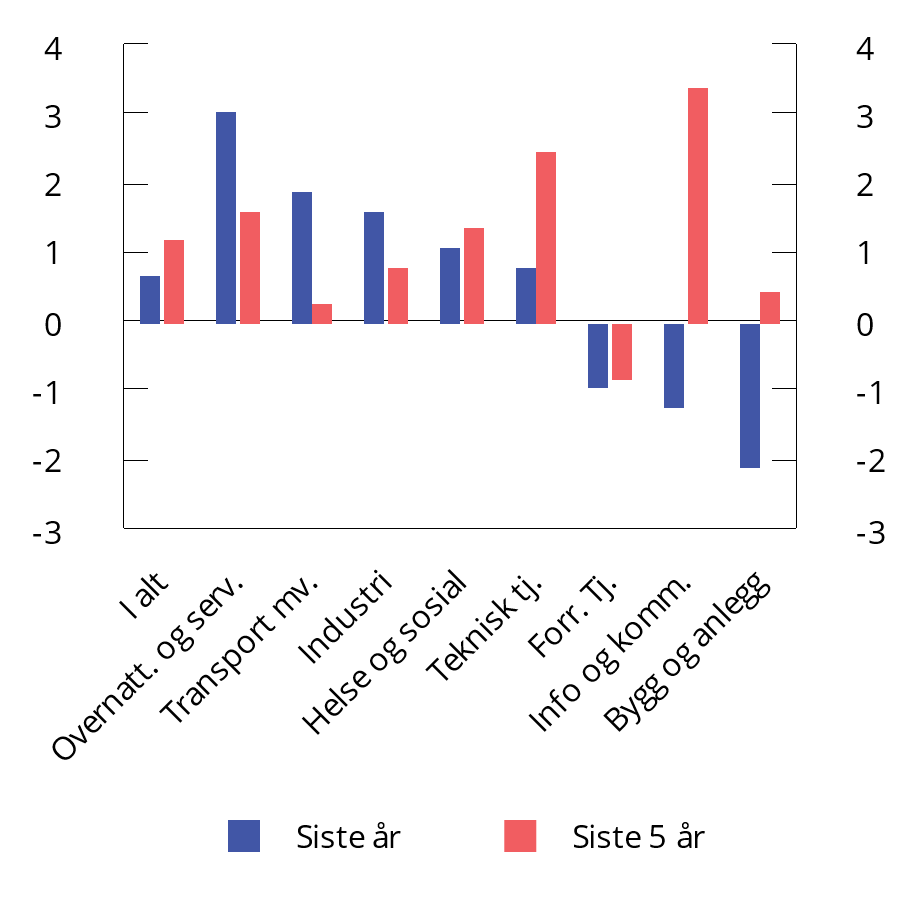 4 4
3 3
2 2
1 1
0 0
-1 -1
-2 -2
-3 -3
I alt
Overnatt. og serv.
Transport mv.
Industri
Helse og sosial
Teknisk tj.
Forr. Tj.
Info og komm.
Bygg og anlegg
Siste år Siste 5 år